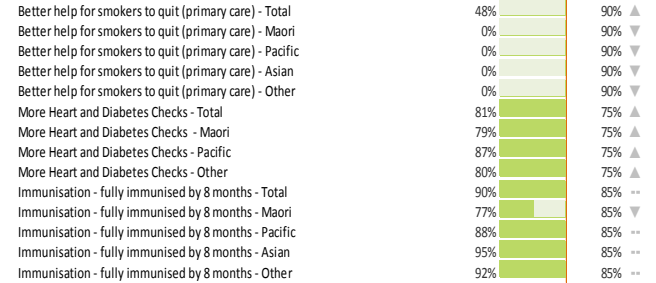 Better help for smokers to quit (primary care) - Total 48% 90% ▲
Better help for smokers to quit (primary care) - Maori 0% 90% ▼
Better help for smokers to quit (primary care) - Pacific 0% 90% ▼
Better help for smokers to quit (primary care) - Asian 0% 90% ▼
Better help for smokers to quit (primary care) - Other 0% 90% ▼
More Heart and Diabetes Checks - Total 81% 75% ▲
More Heart and Diabetes Checks - Maori 79% 75% ▲
More Heart and Diabetes Checks - Pacific 87% 75% ▲
More Heart and Diabetes Checks - Other 80% 75% ▲
Immunisation - fully immunised by 8 months - Total 90% 85% --
Immunisation - fully immunised by 8 months - Maori 77% 85% ▼
Immunisation - fully immunised by 8 months - Pacific 88% 85% --
Immunisation - fully immunised by 8 months - Asian 95% 85% --
Immunisation - fully immunised by 8 months - Other 92% 85% --